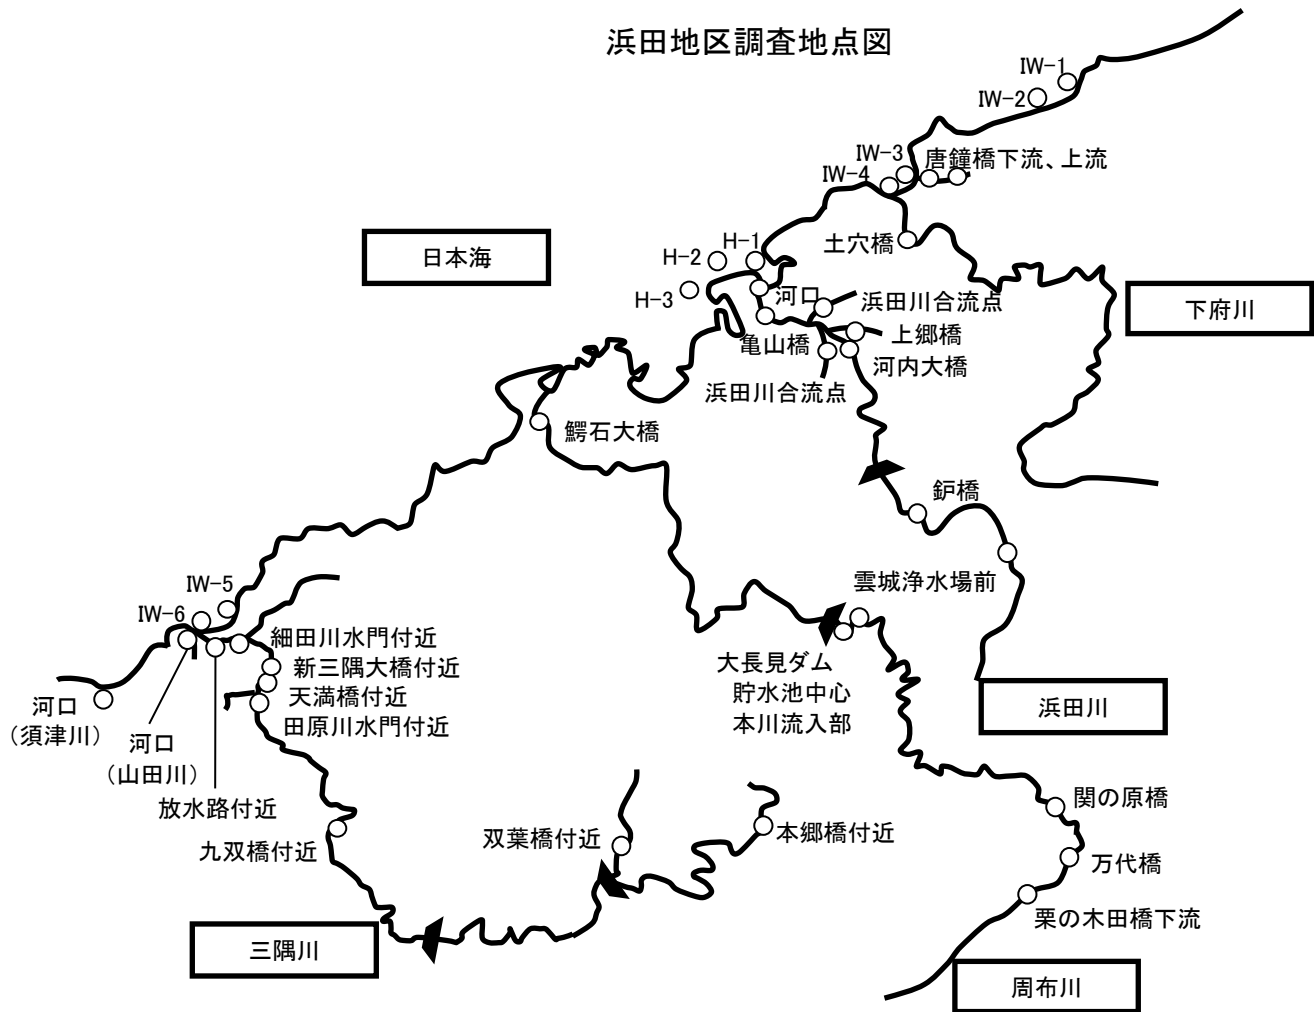 浜田地区調査地点図
IW-1
IW-2
IW-3
唐鐘橋下流、上流
IW-4
日本海
H-1
H-2
H-3
土穴橋
下府川
河口
浜田川合流点
亀山橋
上郷橋
河内大橋
浜田川合流点
鰐石大橋
鈩橋
雲城浄水場前
IW-5
IW-6
細田川水門付近
新三隅大橋付近
天満橋付近
田原川水門付近
大長見ダム
貯水池中心
本川流入部
浜田川
河口
（須津川）
河口
（山田川）
放水路付近
九双橋付近
双葉橋付近
本郷橋付近
関の原橋
万代橋
栗の木田橋下流
三隅川
周布川